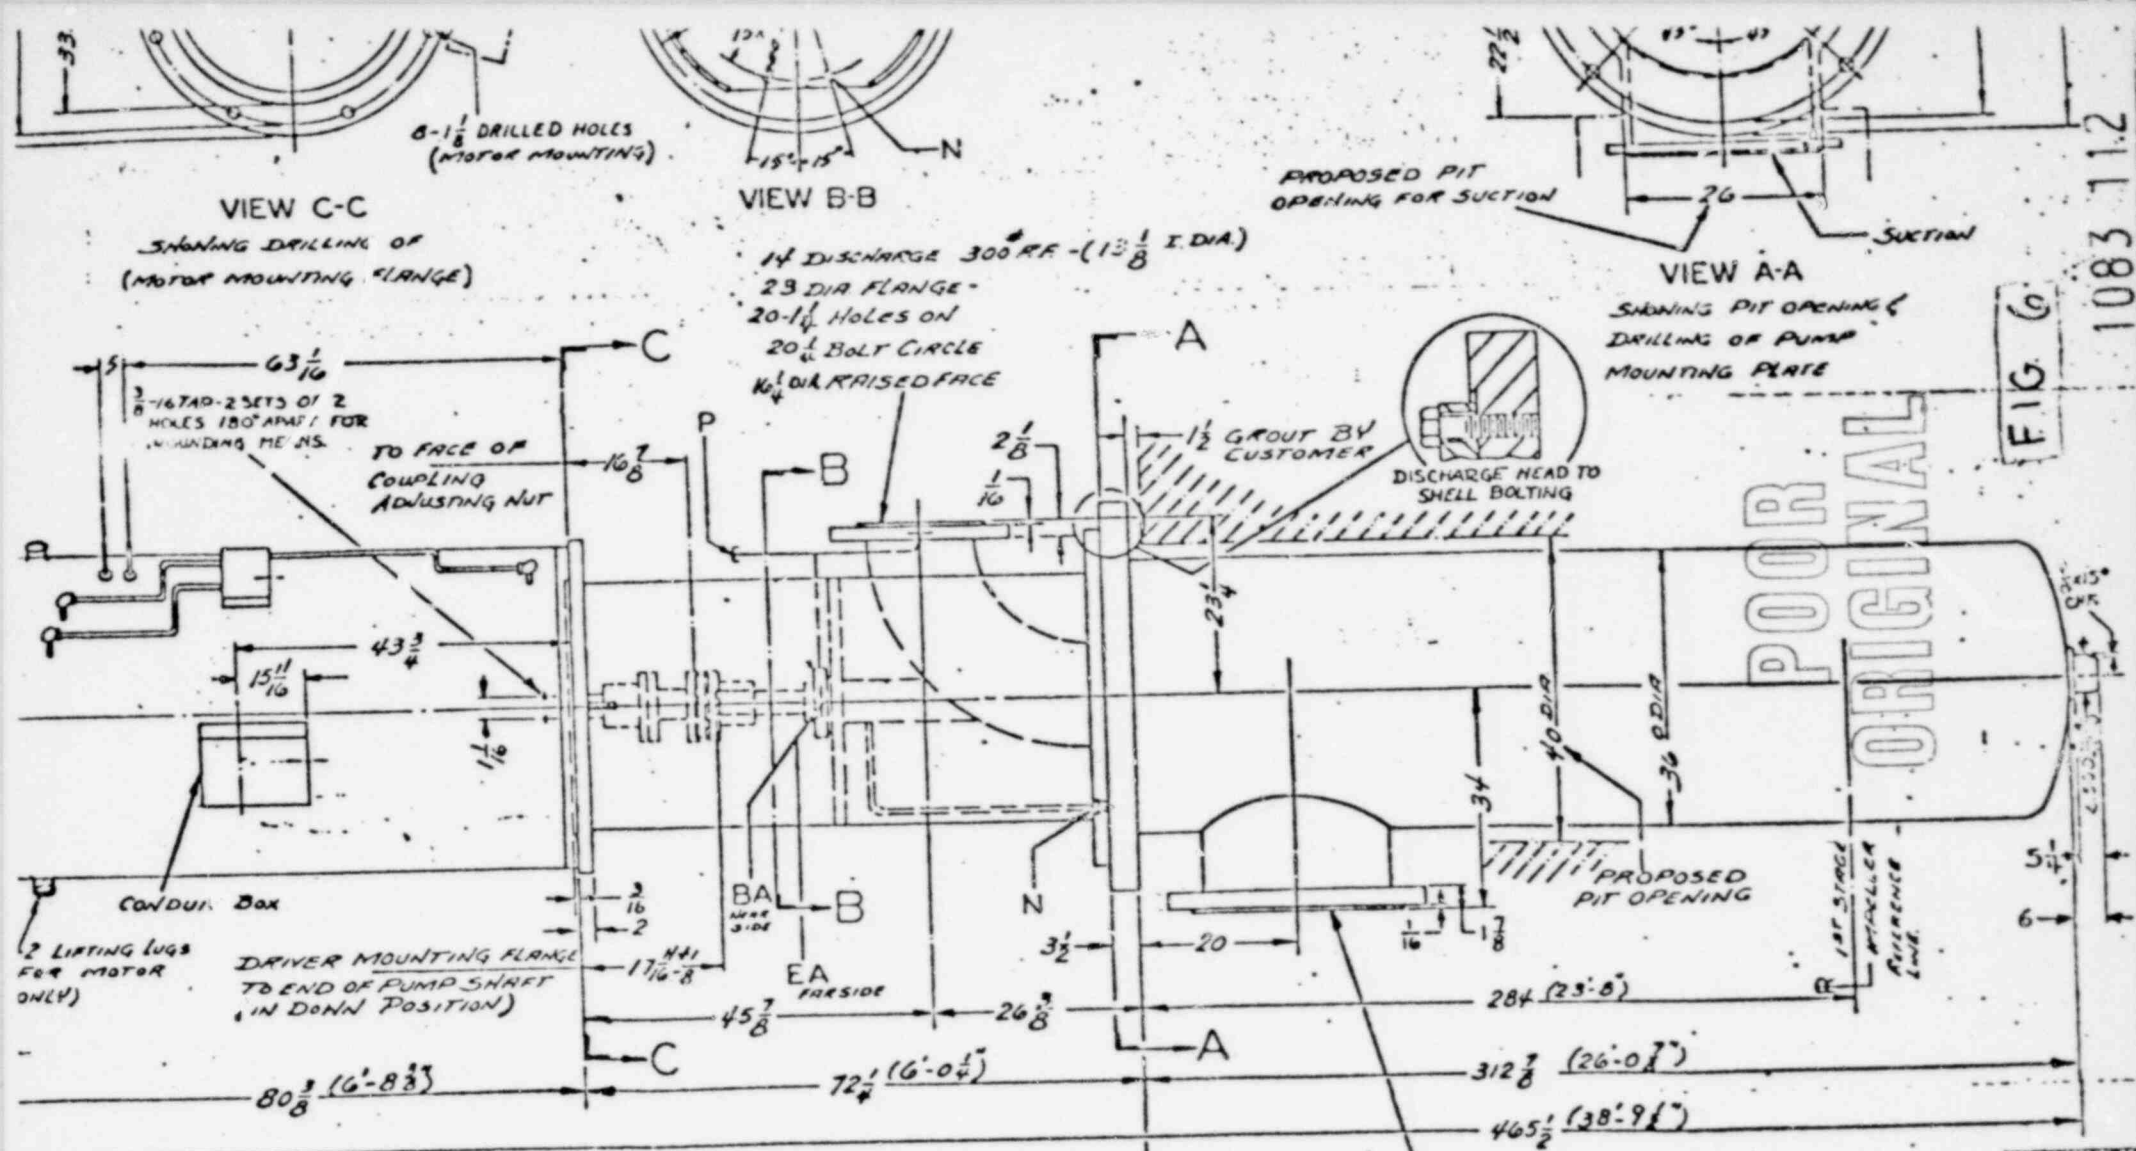 33
8-1 1/8 DRILLED HOLES
(MOTOR MOUNTING)
VIEW C-C
SHOWING DRILLING OF
(MOTOR MOUNTING FLANGE)
15° 15°
N
VIEW B-B
14 DISCHARGE 300# RF - (13 1/8 I. DIA.)
23 DIA FLANGE-
20-1 1/4 HOLES ON
20 1/4 BOLT CIRCLE
16 1/4 DIA RAISED FACE
22 1/2
45° 45°
PROPOSED PIT
OPENING FOR SUCTION
26
SUCTION
VIEW A-A
SHOWING PIT OPENING &
DRILLING OF PUMP
MOUNTING PLATE
FIG 6
1083 112
POOR
ORIGINAL
5
63 1/16
C
3/8-16 TAP-2 SETS OF 2
HOLES 180° APART FOR
TO FACE OF
COUPLING
ADJUSTING NUT
16 7/8
P
B
A
2 1/8
1/16
1 1/2 GROUT BY
CUSTOMER
DISCHARGE HEAD TO
SHELL BOLTING
43 3/4
15 11/16
1 1/16
23 1/4
34
40 DIA
36 O DIA
CONDUIT BOX
2 LIFTING LUGS
FOR MOTOR
ONLY)
DRIVER MOUNTING FLANGE
TO END OF PUMP SHAFT
IN DOWN POSITION)
3/16
2
BA
NEAR
SIDE
B
EA
FARSIDE
N
3 1/2
20
1/16
PROPOSED
PIT OPENING
1ST STAGE
IMPELLER
REFERENCE
LINE
6
45 7/8
26 3/8
284 (23'-8")
C
A
80 3/8 (6'-8 3/8")
72 1/4 (6'-0 1/4")
312 7/8 (26'-0 7/8")
465 1/2 (38'-9 1/2")